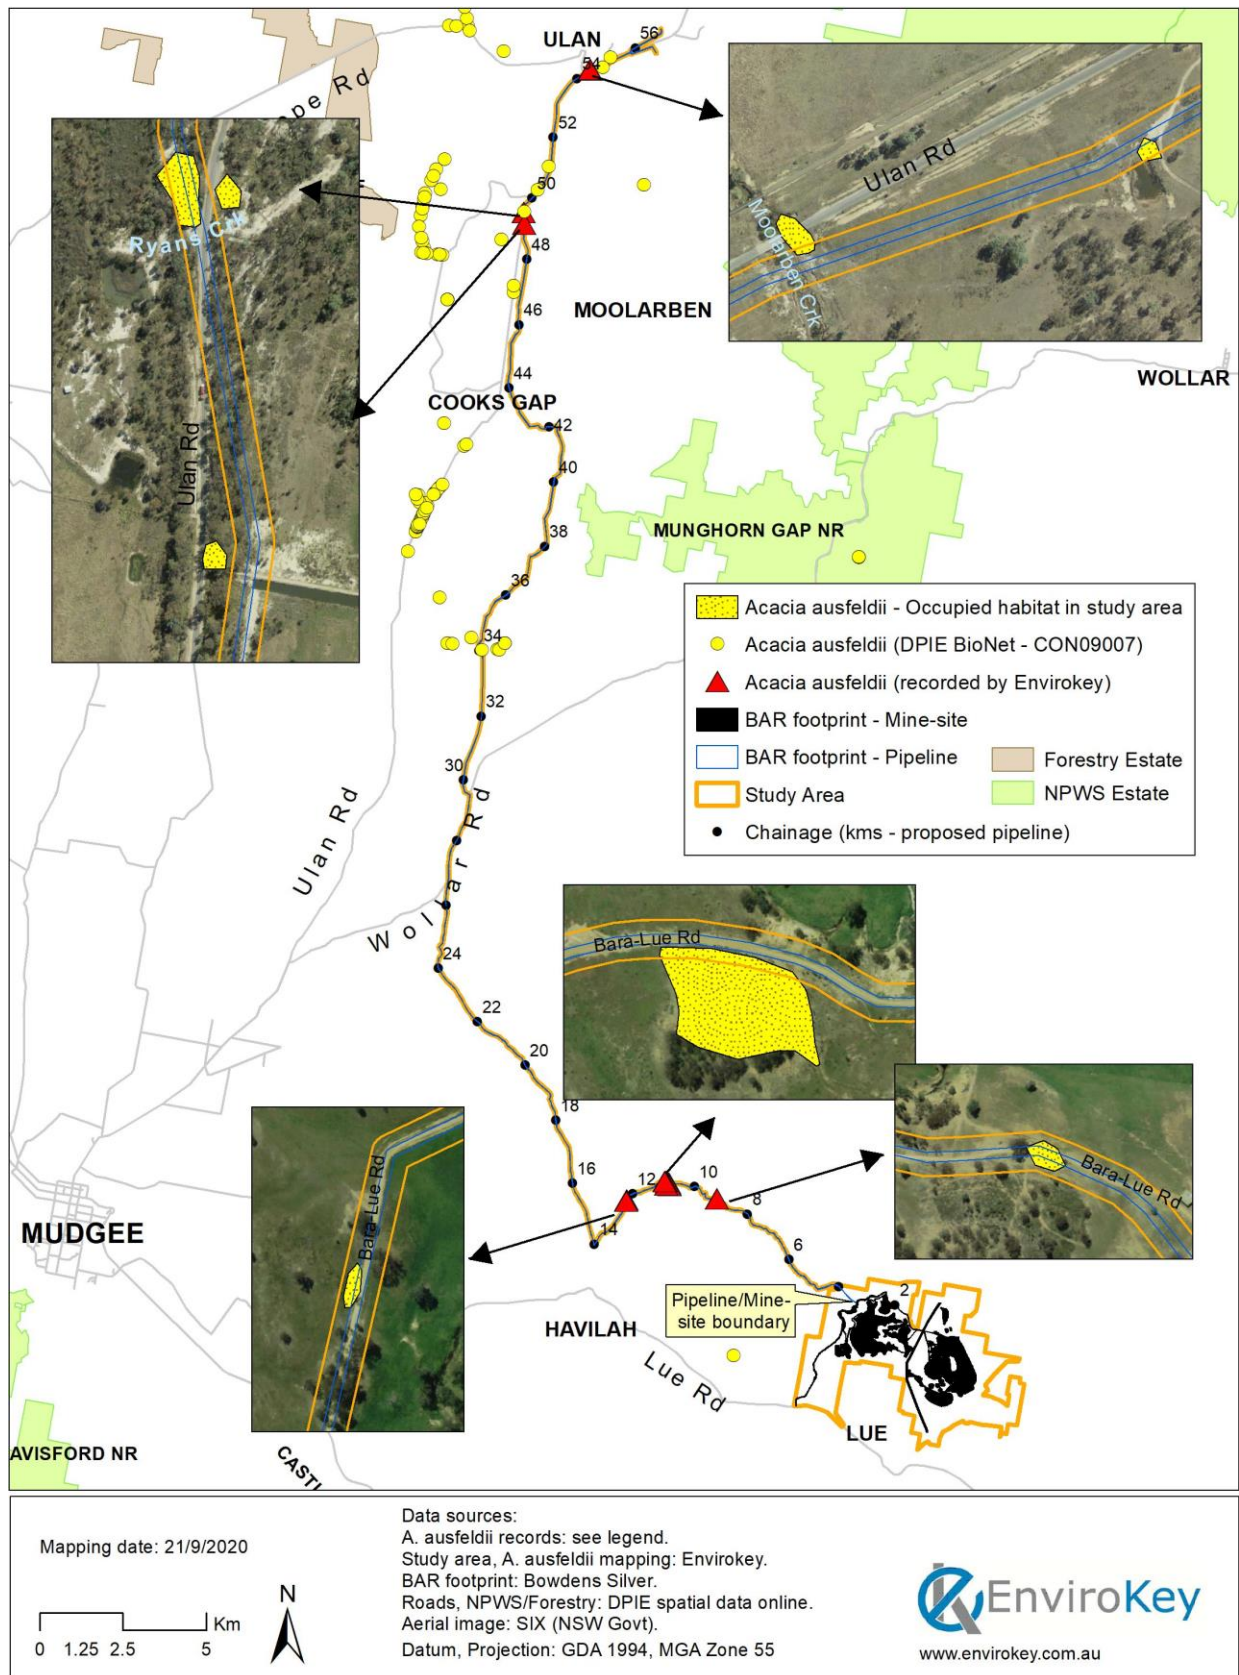 ULAN
56
54
ope Rd
52
50
48
46
MOOLARBEN
44
COOKS GAP
42
40
38
36
34
32
30
24
22
20
18
16
14
12
10
8
6
2
Ryans Crk
Ulan Rd
Ulan Rd
Moolarben Crk
WOLLAR
MUNGHORN GAP NR
Acacia ausfeldii - Occupied habitat in study area
Acacia ausfeldii (DPIE BioNet - CON09007)
Acacia ausfeldii (recorded by Envirokey)
BAR footprint - Mine-site
BAR footprint - Pipeline
Forestry Estate
Study Area
NPWS Estate
Chainage (kms - proposed pipeline)
Ulan Rd
Wollar Rd
Bara-Lue Rd
Bara-Lue Rd
Bara-Lue Rd
MUDGEE
Pipeline/Mine-
site boundary
HAVILAH
Lue Rd
LUE
AVISFORD NR
CASTL
Mapping date: 21/9/2020
N
Km
0 1.25 2.5 5
Data sources:
A. ausfeldii records: see legend.
Study area, A. ausfeldii mapping: Envirokey.
BAR footprint: Bowdens Silver.
Roads, NPWS/Forestry: DPIE spatial data online.
Aerial image: SIX (NSW Govt).
Datum, Projection: GDA 1994, MGA Zone 55
EnviroKey
www.envirokey.com.au